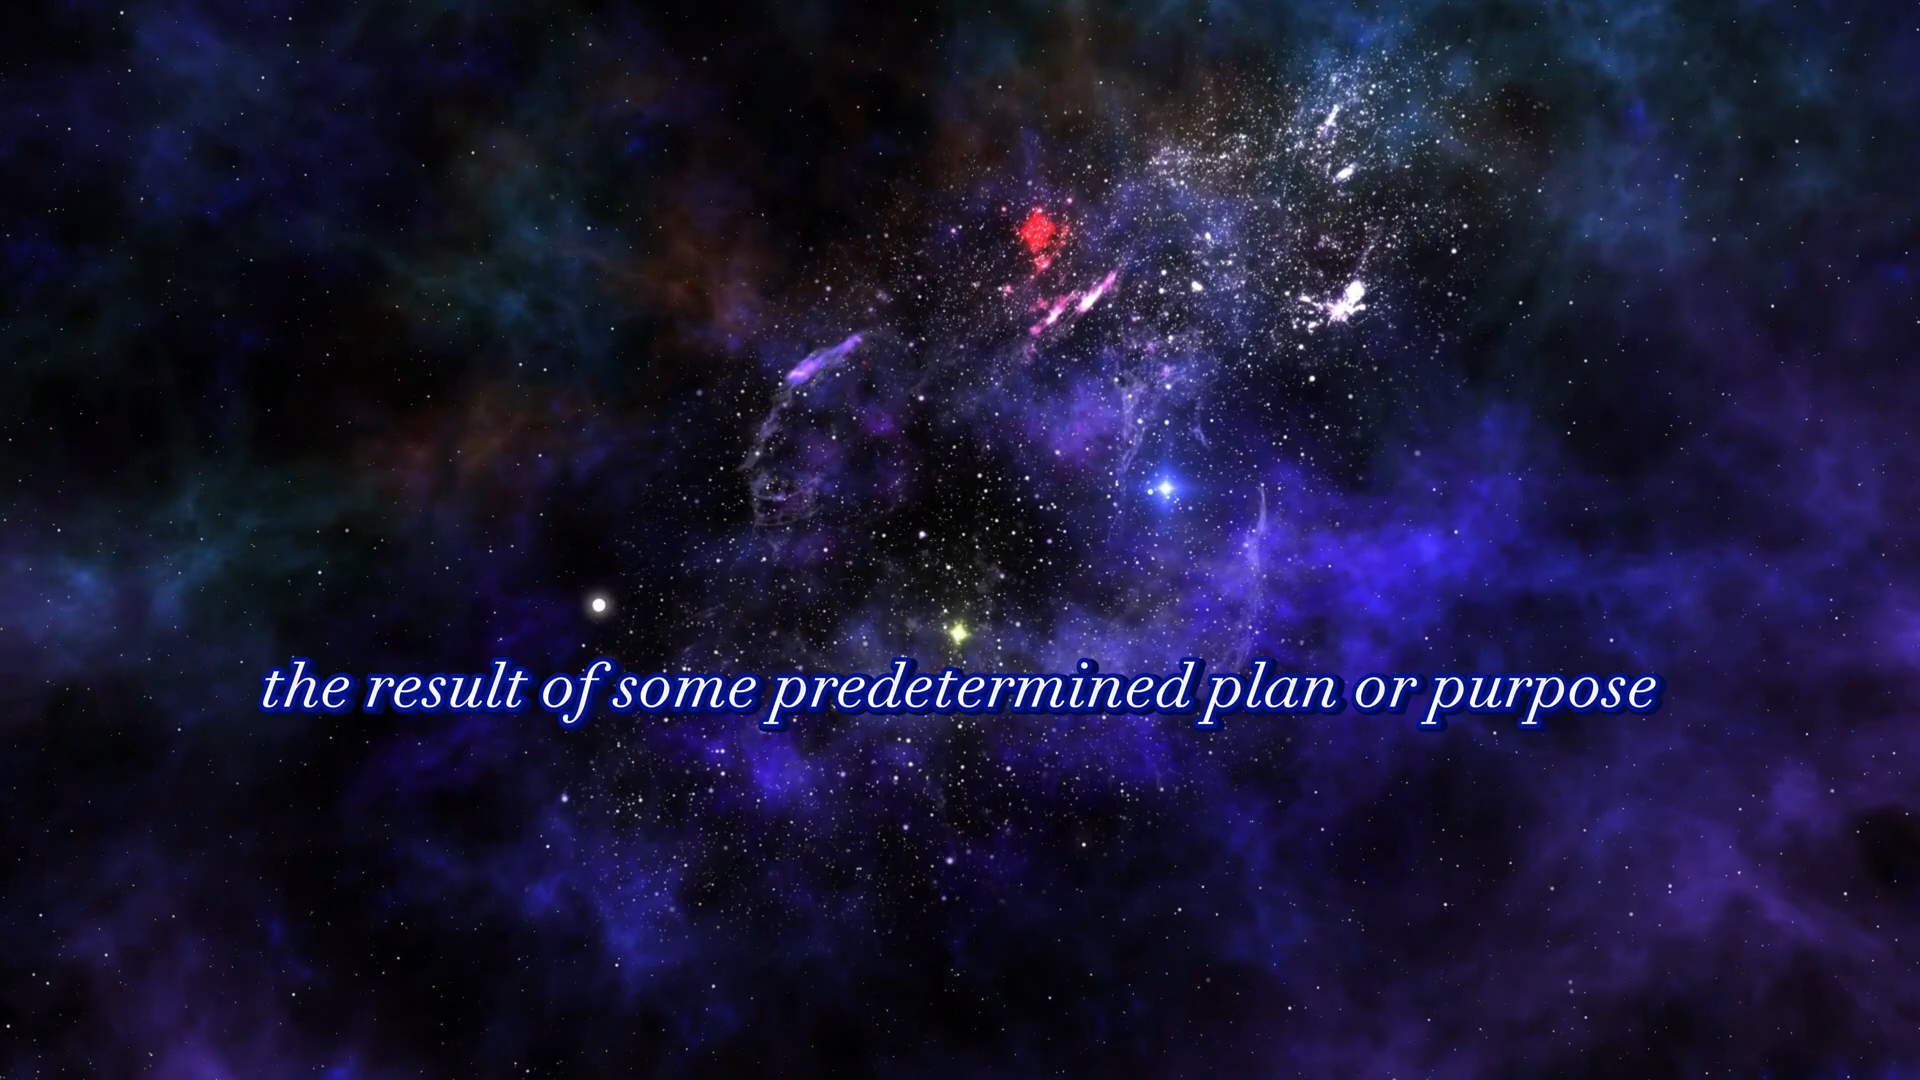 the result of some predetermined plan or purpose